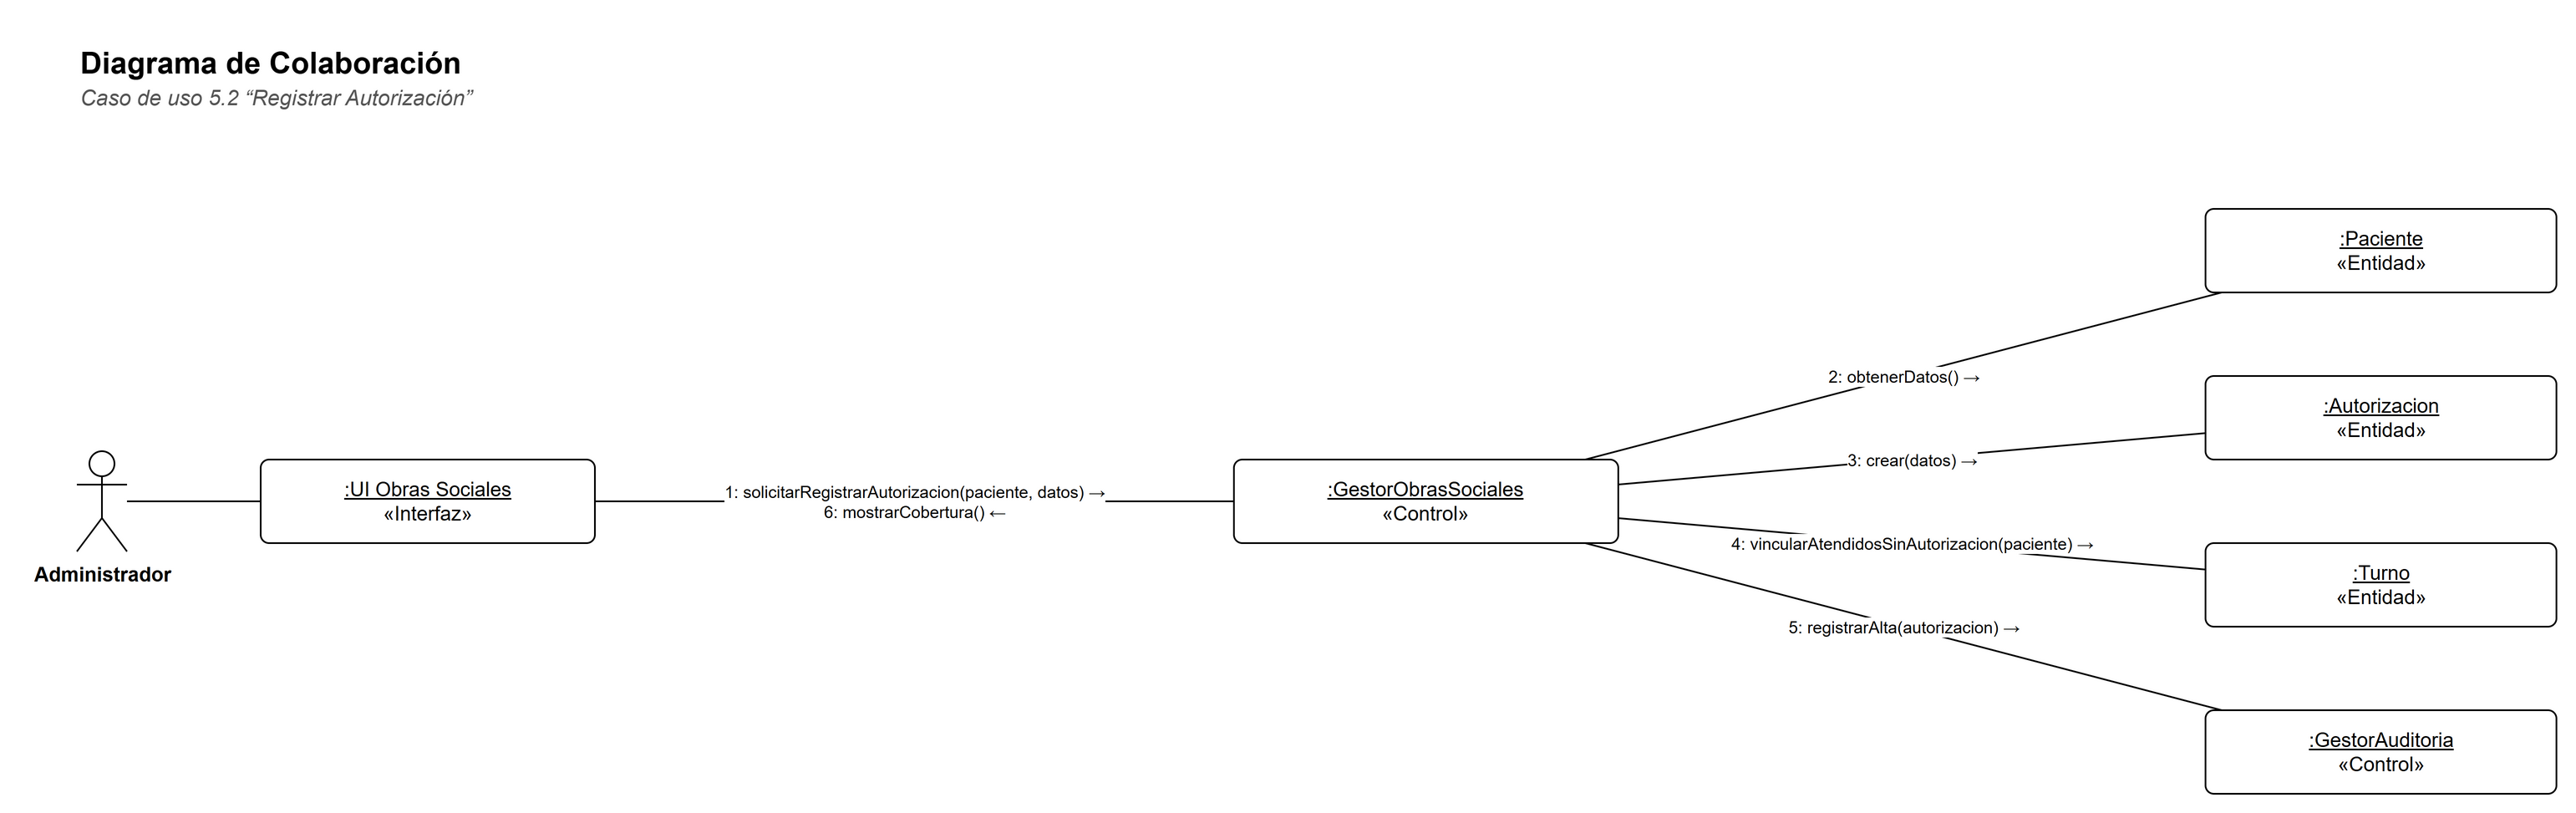 Diagrama de Colaboración
Caso de uso 5.2 “Registrar Autorización”
:Paciente
«Entidad»
2: obtenerDatos() →
:Autorizacion
«Entidad»
3: crear(datos) →
:UI Obras Sociales
«Interfaz»
1: solicitarRegistrarAutorizacion(paciente, datos) →
6: mostrarCobertura() ←
:GestorObrasSociales
«Control»
4: vincularAtendidosSinAutorizacion(paciente) →
:Turno
«Entidad»
Administrador
5: registrarAlta(autorizacion) →
:GestorAuditoria
«Control»